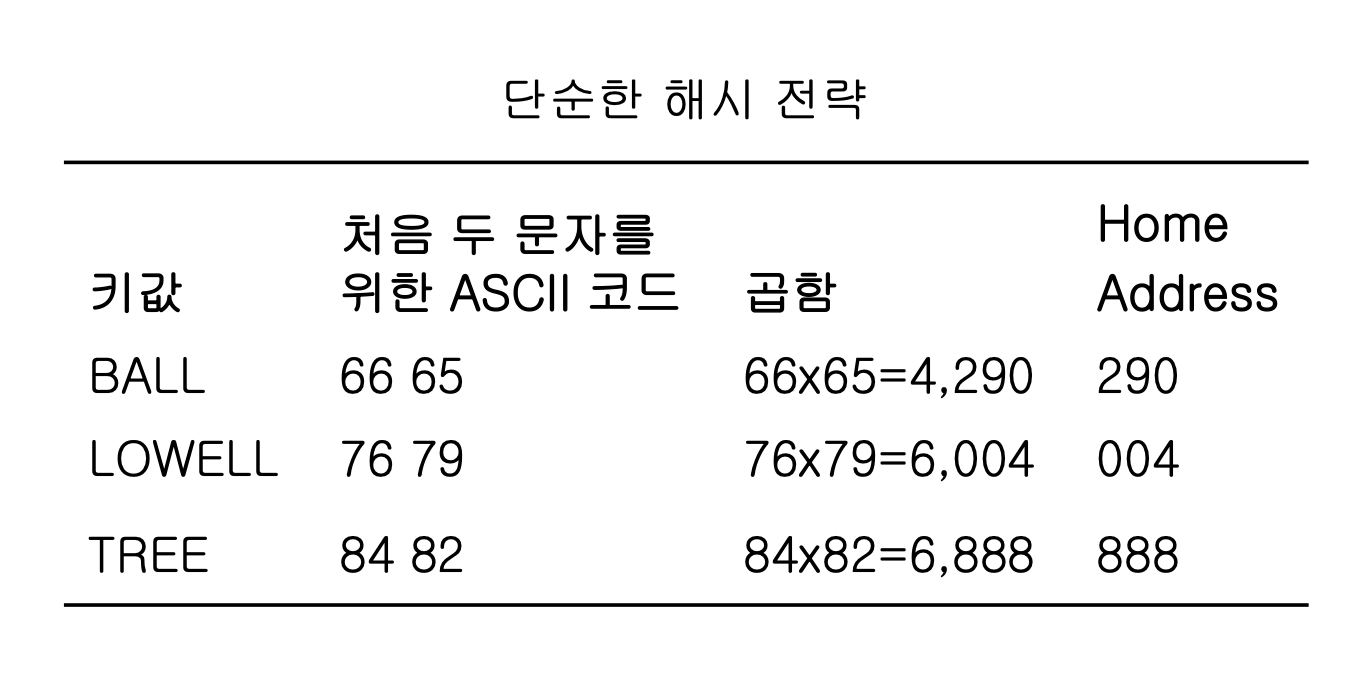 단순한 해시 전략
키값 처음 두 문자를 위한 ASCII 코드 곱함 Home Address
BALL 66 65 66x65=4,290 290
LOWELL 76 79 76x79=6,004 004
TREE 84 82 84x82=6,888 888